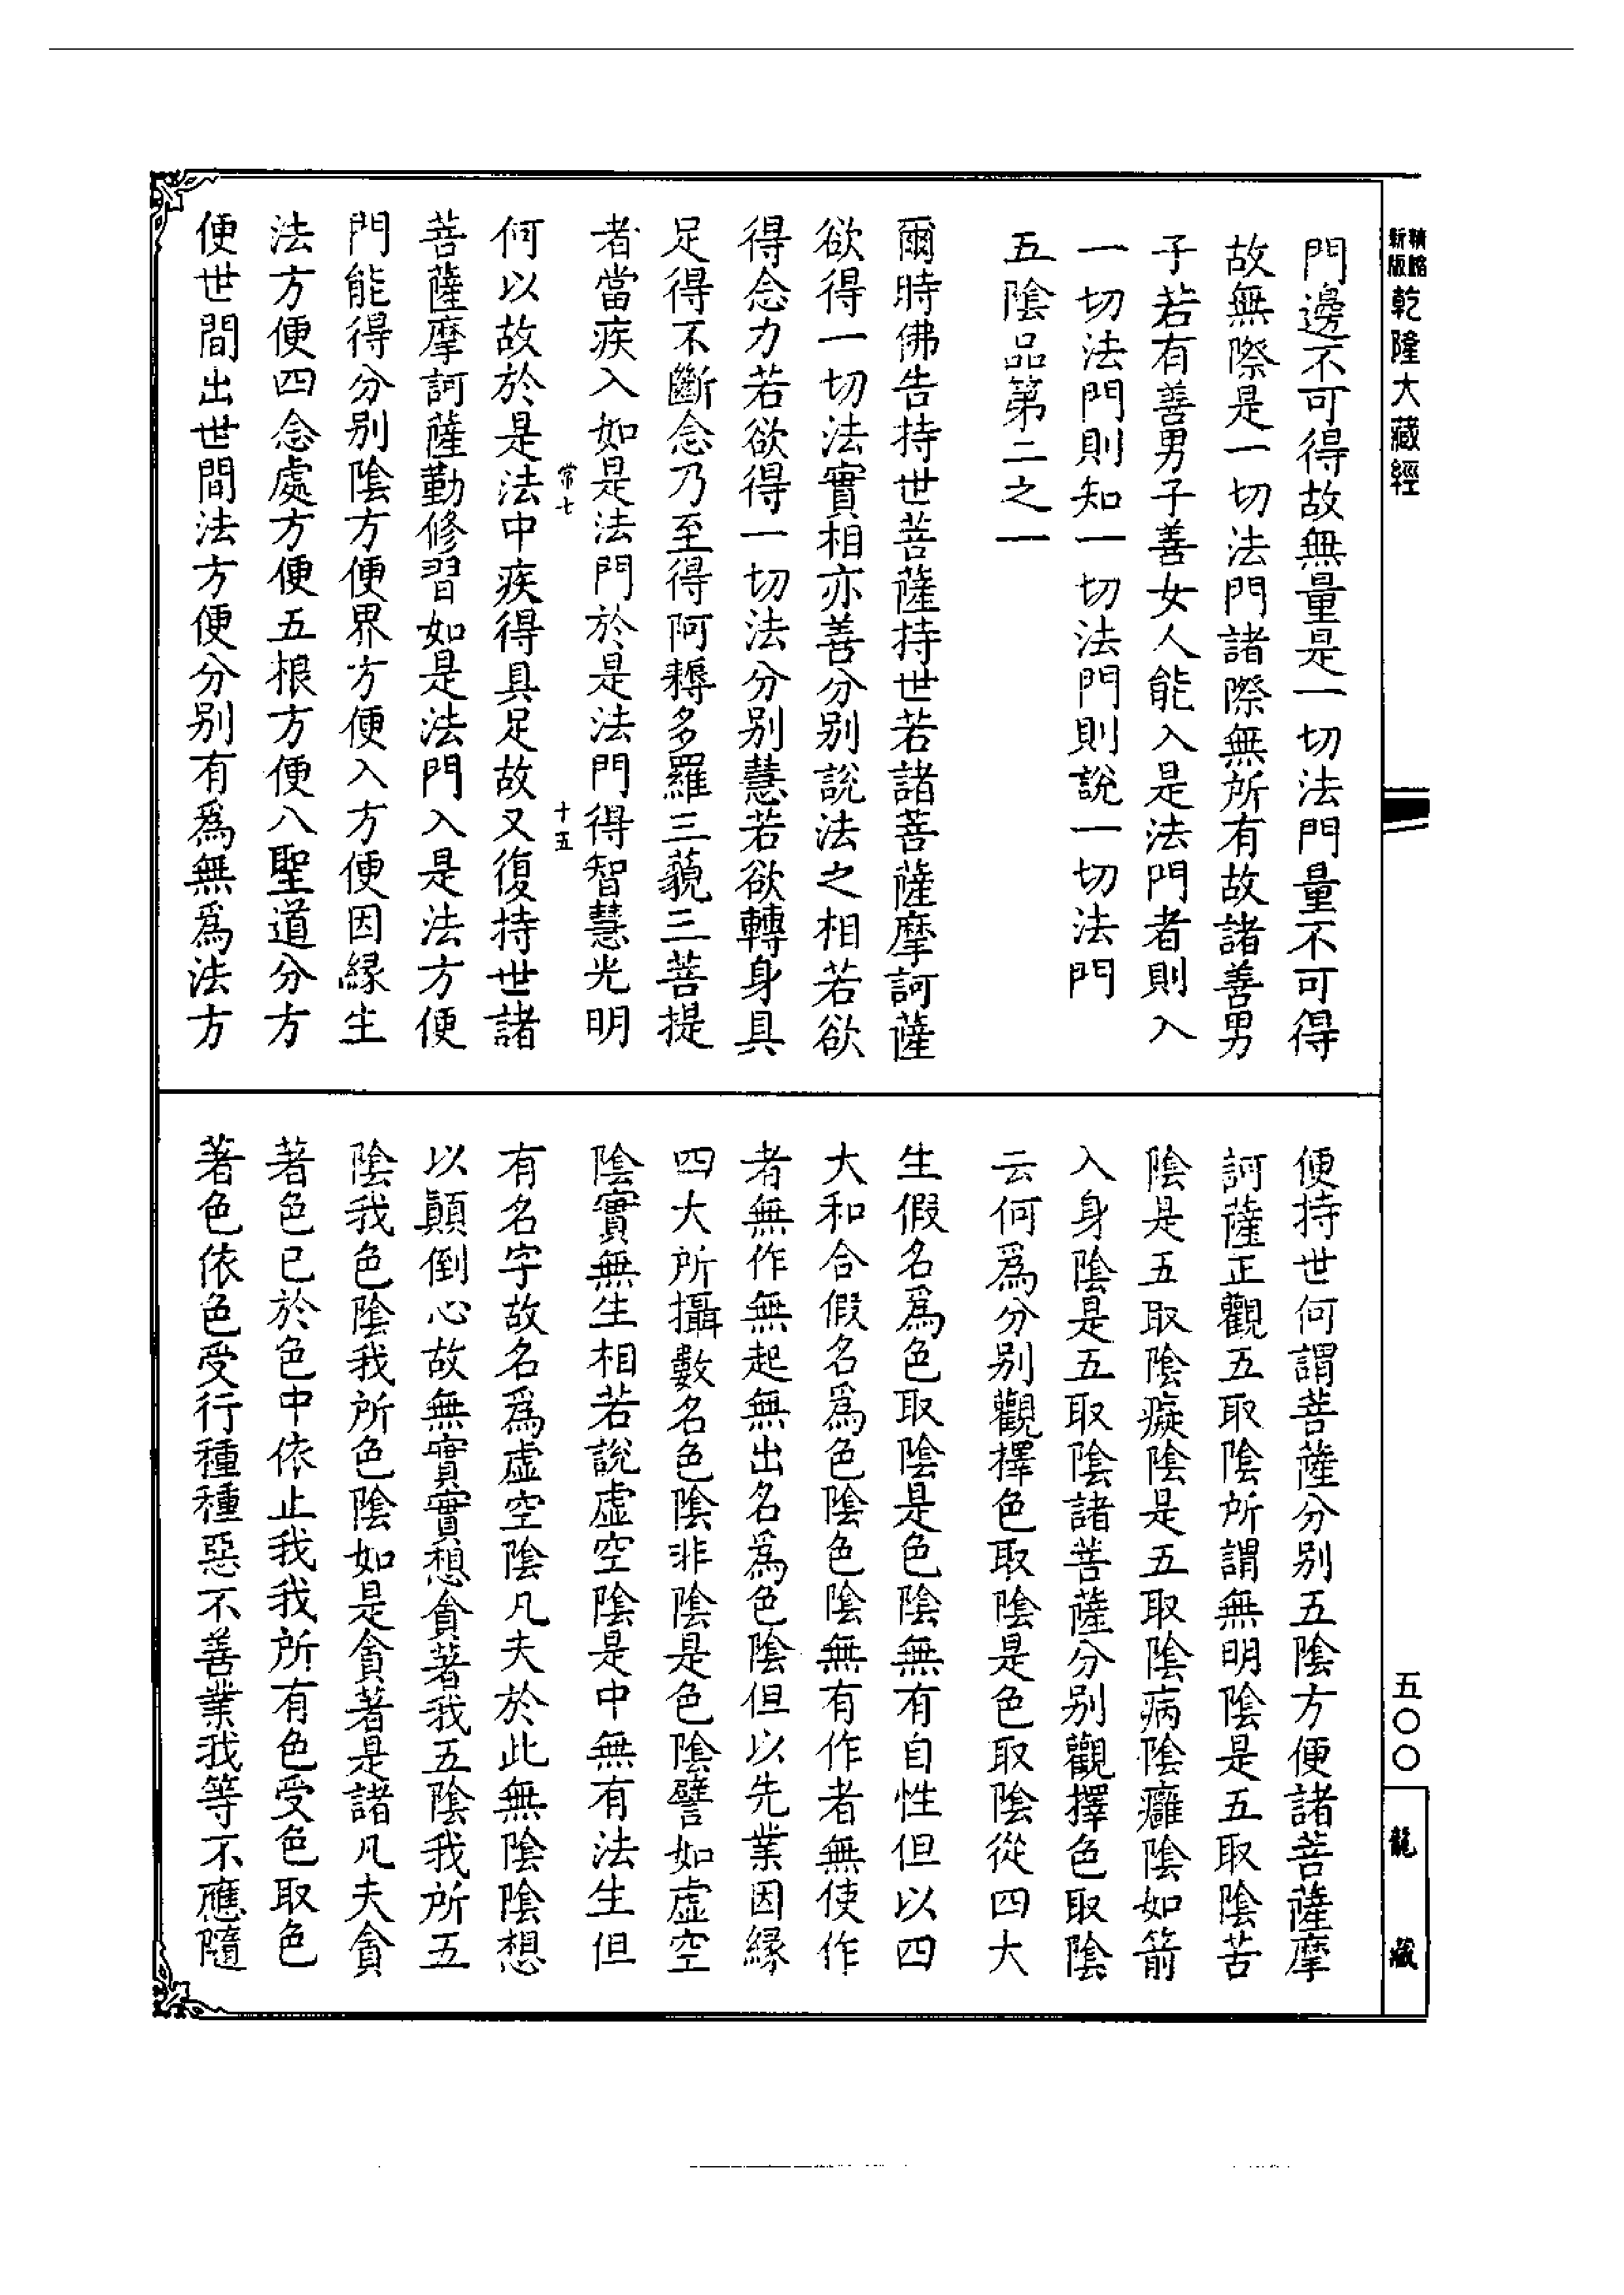 精縮新版乾隆大藏經
五〇〇
龍藏
門邊不可得故無量是一切法門量不可得
故無際是一切法門諸際無所有故諸善男
子若有善男子善女人能入是法門者則入
一切法門則知一切法門則說一切法門
五陰品第二之一
爾時佛告持世菩薩持世若諸菩薩摩訶薩
欲得一切法實相亦善分别說法之相若欲
得念力若欲得一切法分别慧若欲轉身具
足得不斷念乃至得阿耨多羅三藐三菩提
者當疾入如是法門於是法門得智慧光明
常七
十五
何以故於是法中疾得具足故又復持世諸
菩薩摩訶薩勤修習如是法門入是法方便
門能得分别陰方便界方便入方便因緣生
法方便四念處方便五根方便八聖道分方
便世間出世間法方便分别有為無為法方
便持世何謂菩薩分别五陰方便諸菩薩摩
訶薩正觀五取陰所謂無明陰是五取陰苦
陰是五取陰癡陰是五取陰病陰癰陰如箭
入身陰是五取陰諸菩薩分别觀擇色取陰
云何為分别觀擇色取陰是色取陰從四大
生假名為色取陰是色陰無有自性但以四
大和合假名為色陰色陰無有作者無使作
者無作無起無出名為色陰但以先業因緣
四大所攝數名色陰非陰是色陰譬如虛空
陰實無生相若說虛空陰是中無有法生但
有名字故名為虛空陰凡夫於此無陰陰想
以顛倒心故無實實想貪著我五陰我所五
陰我色陰我所色陰如是貪著是諸凡夫貪
著色已於色中依止我我所有色受色取色
著色依色受行種種惡不善業我等不應隨